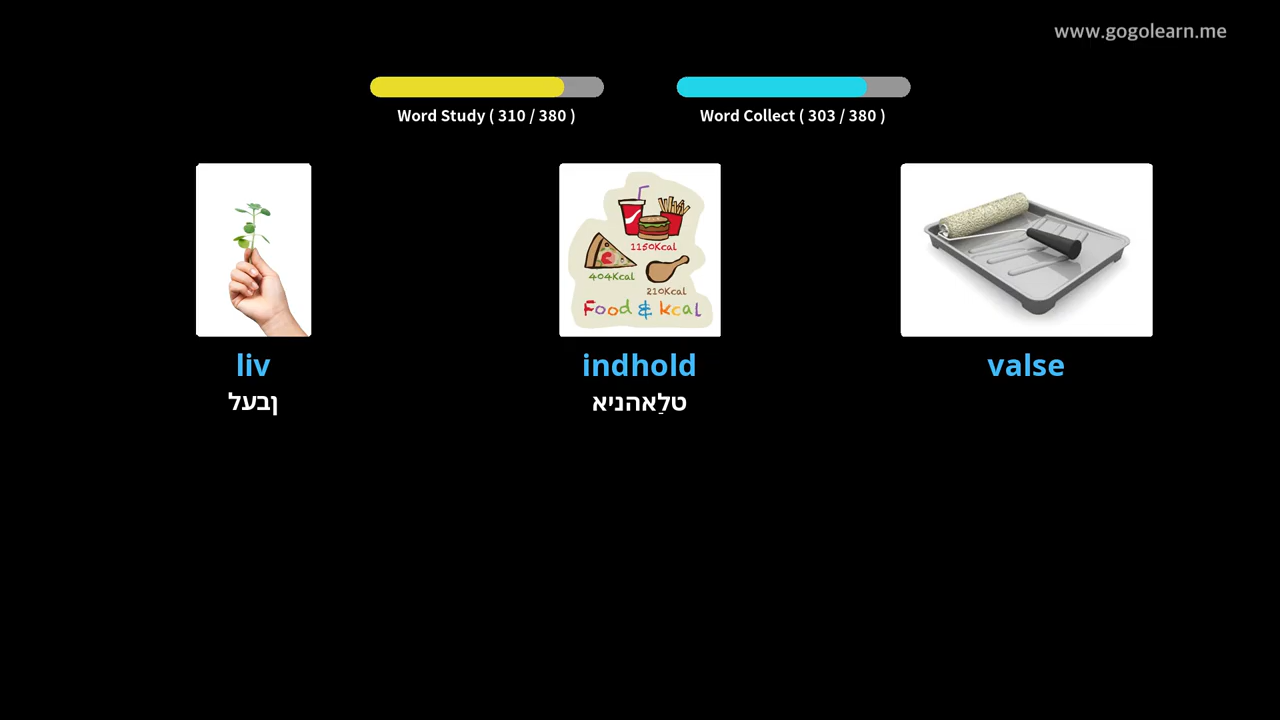 www.gogolearn.me
Word Study ( 310 / 380 )
Word Collect ( 303 / 380 )
1150Kcal
404Kcal
210Kcal
Food & kcal
liv
indhold
valse
ןבעל
טלַאהניא